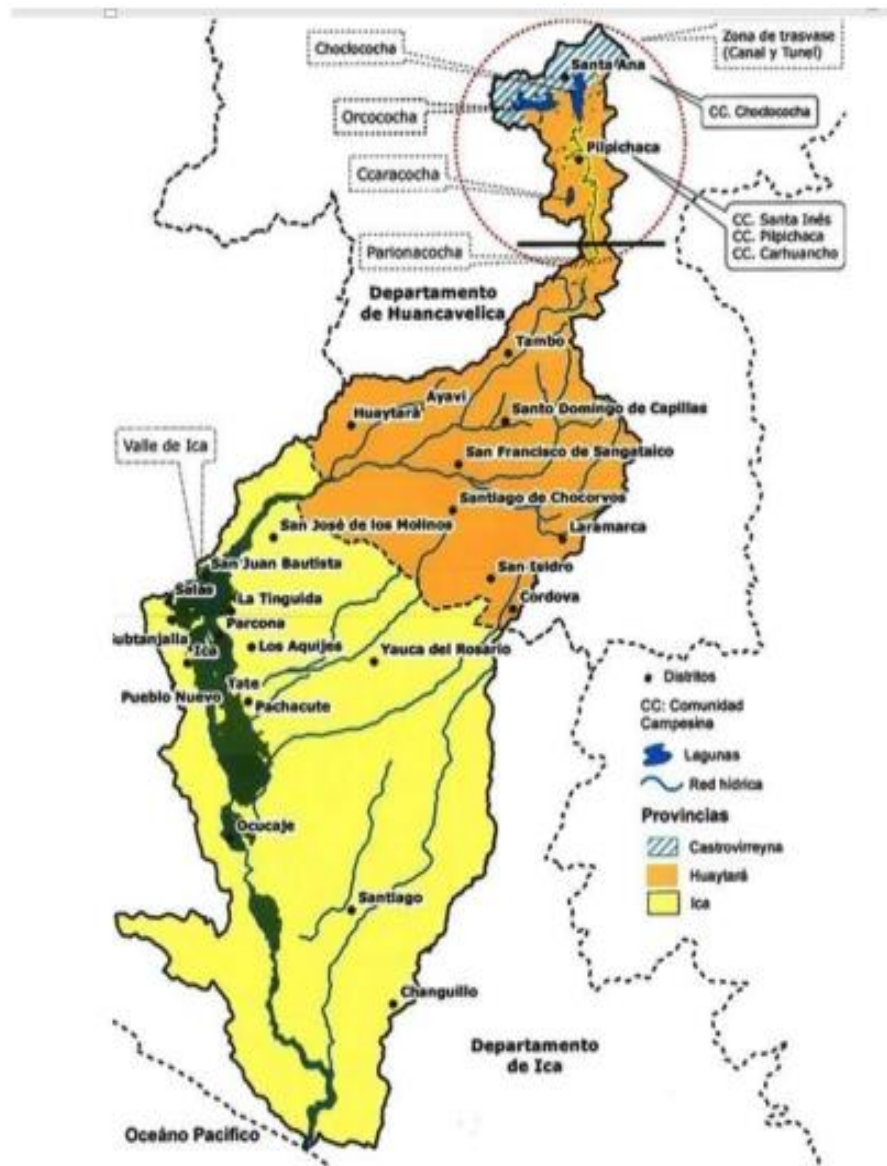 Choclococha
Zona de trasvase
(Canal y Tunel)
Santa Ana
Orcococha
CC. Choclococha
Pilpichaca
Ccaracocha
CC. Santa Inés
CC. Pilpichaca
CC. Carhuancho
Parionacocha
Departamento
de Huancavelica
Tambo
Ayavi
Huaytará
Santo Domingo de Capillas
Valle de Ica
San Francisco de Sangataico
Santiago de Chocorvos
San José de los Molinos
Laramarca
San Juan Bautista
San Isidro
Salas
La Tinguida
Cordova
Parcona
Subtanjalla
Los Aquijes
Ica
Yauca del Rosario
Tate
Pueblo Nuevo
Pachacute
Distritos
CC: Comunidad
Campesina
Lagunas
Red hídrica
Provincias
Castrovirreyna
Huaytará
Ica
Ocucaje
Santiago
Changuillo
Departamento
de Ica
Oceáno Pacífico